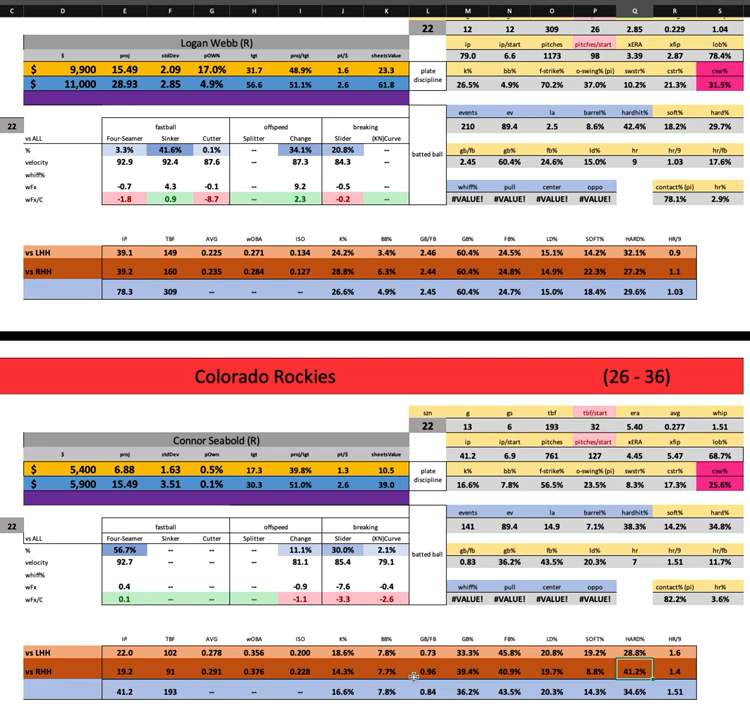 C D E F G H I J K L M N O P Q R S
22 12 12 309 26 2.85 0.229 1.04
Logan Webb (R) ip ip/start pitches pitches/start xERA xfip lob%
$ proj stdDev pOWN tgt proj/tgt pt/$ sheetsValue 79.0 6.6 1173 98 3.39 2.87 78.4%
$ 9,900 15.49 2.09 17.0% 31.7 48.9% 1.6 23.3 plate discipline k% bb% f-strike% o-swing% (pi) swstr% cstr% csw%
$ 11,000 28.93 2.85 4.9% 56.6 51.1% 2.6 61.8 26.5% 4.9% 70.2% 37.0% 10.2% 21.3% 31.5%
events ev la barrel% hardhit% soft% hard%
22 fastball offspeed breaking 210 89.4 2.5 8.6% 42.4% 18.2% 29.7%
vs ALL Four-Seamer Sinker Cutter Splitter Change Slider (KN)Curve
% 3.3% 41.6% 0.1% -- 34.1% 20.8% -- batted ball gb/fb gb% fb% ld% hr hr/9 hr/fb
velocity 92.9 92.4 87.6 -- 87.3 84.3 -- 2.45 60.4% 24.6% 15.0% 9 1.03 17.6%
whiff%
wFx -0.7 4.3 -0.1 -- 9.2 -0.5 -- whiff% pull center oppo contact% (pi) hr%
wFx/C -1.8 0.9 -8.7 -- 2.3 -0.2 -- #VALUE! #VALUE! #VALUE! #VALUE! 78.1% 2.9%
IP TBF AVG wOBA ISO K% BB% GB/FB GB% FB% LD% SOFT% HARD% HR/9
vs LHH 39.1 149 0.225 0.271 0.134 24.2% 3.4% 2.46 60.4% 24.5% 15.1% 14.2% 32.1% 0.9
vs RHH 39.2 160 0.235 0.284 0.127 28.8% 6.3% 2.44 60.4% 24.8% 14.9% 22.3% 27.2% 1.1
78.3 309 -- -- -- 26.6% 4.9% 2.45 60.4% 24.7% 15.0% 18.4% 29.6% 1.03
Colorado Rockies (26 - 36)
szn g gs tbf tbf/start era avg whip
22 13 6 193 32 5.40 0.277 1.51
Connor Seabold (R) ip ip/start pitches pitches/start xERA xfip lob%
$ proj stdDev pOwn tgt proj/tgt pt/$ sheetsValue 41.2 6.9 761 127 4.45 5.47 68.7%
$ 5,400 6.88 1.63 0.5% 17.3 39.8% 1.3 10.5 plate discipline k% bb% f-strike% o-swing% (pi) swstr% cstr% csw%
$ 5,900 15.49 3.51 0.1% 30.3 51.0% 2.6 39.0 16.6% 7.8% 56.5% 23.5% 8.3% 17.3% 25.6%
events ev la barrel% hardhit% soft% hard%
22 fastball offspeed breaking 141 89.4 14.9 7.1% 38.3% 14.2% 34.8%
vs ALL Four-Seamer Sinker Cutter Splitter Change Slider (KN)Curve
% 56.7% -- -- -- 11.1% 30.0% 2.1% batted ball gb/fb gb% fb% ld% hr hr/9 hr/fb
velocity 92.7 -- -- -- 81.1 85.4 79.1 0.83 36.2% 43.5% 20.3% 7 1.51 11.7%
whiff%
wFx 0.4 -- -- -- -0.9 -7.6 -0.4 whiff% pull center oppo contact% (pi) hr%
wFx/C 0.1 -- -- -- -1.1 -3.3 -2.6 #VALUE! #VALUE! #VALUE! #VALUE! 82.2% 3.6%
IP TBF AVG wOBA ISO K% BB% GB/FB GB% FB% LD% SOFT% HARD% HR/9
vs LHH 22.0 102 0.278 0.356 0.200 18.6% 7.8% 0.73 33.3% 45.8% 20.8% 19.2% 28.8% 1.6
vs RHH 19.2 91 0.291 0.376 0.228 14.3% 7.7% 0.96 39.4% 40.9% 19.7% 8.8% 41.2% 1.4
41.2 193 16.6% 7.8% 0.84 36.2% 43.5% 20.3% 14.3% 34.6% 1.51